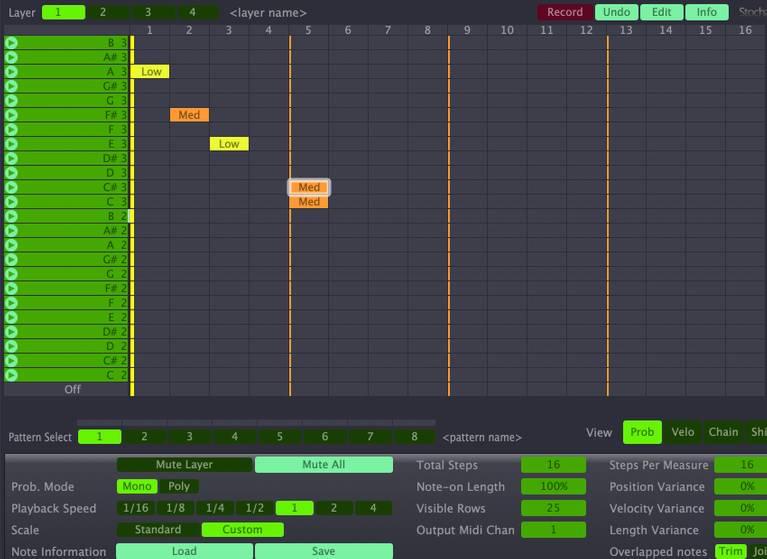 Layer 1 2 3 4 <layer name> Record Undo Edit Info
1 2 3 4 5 6 7 8 9 10 11 12 13 14 15 16
B 3
A# 3
A 3 Low
G# 3
G 3
F# 3 Med
F 3
E 3 Low
D# 3
D 3
C# 3 Med
C 3 Med
B 2
A# 2
A 2
G# 2
G 2
F# 2
F 2
E 2
D# 2
D 2
C# 2
C 2
Off
Pattern Select 1 2 3 4 5 6 7 8 <pattern name> View Prob Velo Chain
Mute Layer Mute All Total Steps 16 Steps Per Measure 16
Prob. Mode Mono Poly Note-on Length 100% Position Variance 0%
Playback Speed 1/16 1/8 1/4 1/2 1 2 4 Visible Rows 25 Velocity Variance 0%
Scale Standard Custom Output Midi Chan 1 Length Variance 0%
Note Information Load Save Overlapped notes Trim